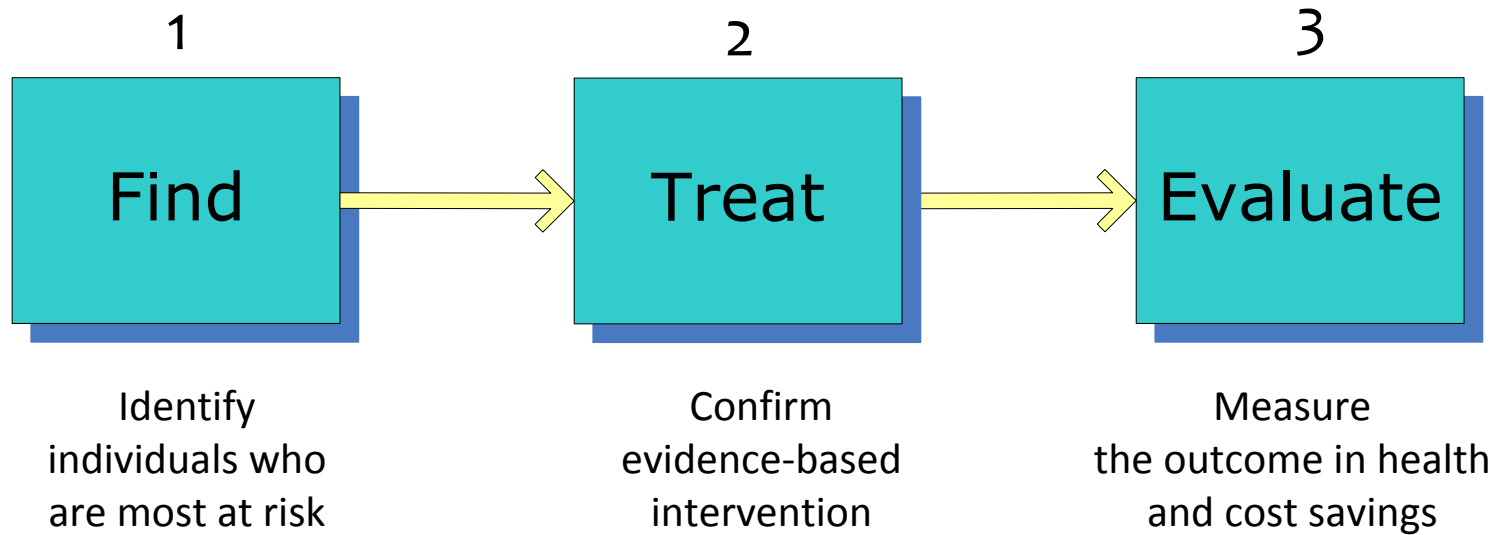 1
2
3
Find
Treat
Evaluate
Identify
individuals who
are most at risk
Confirm
evidence-based
intervention
Measure
the outcome in health
and cost savings